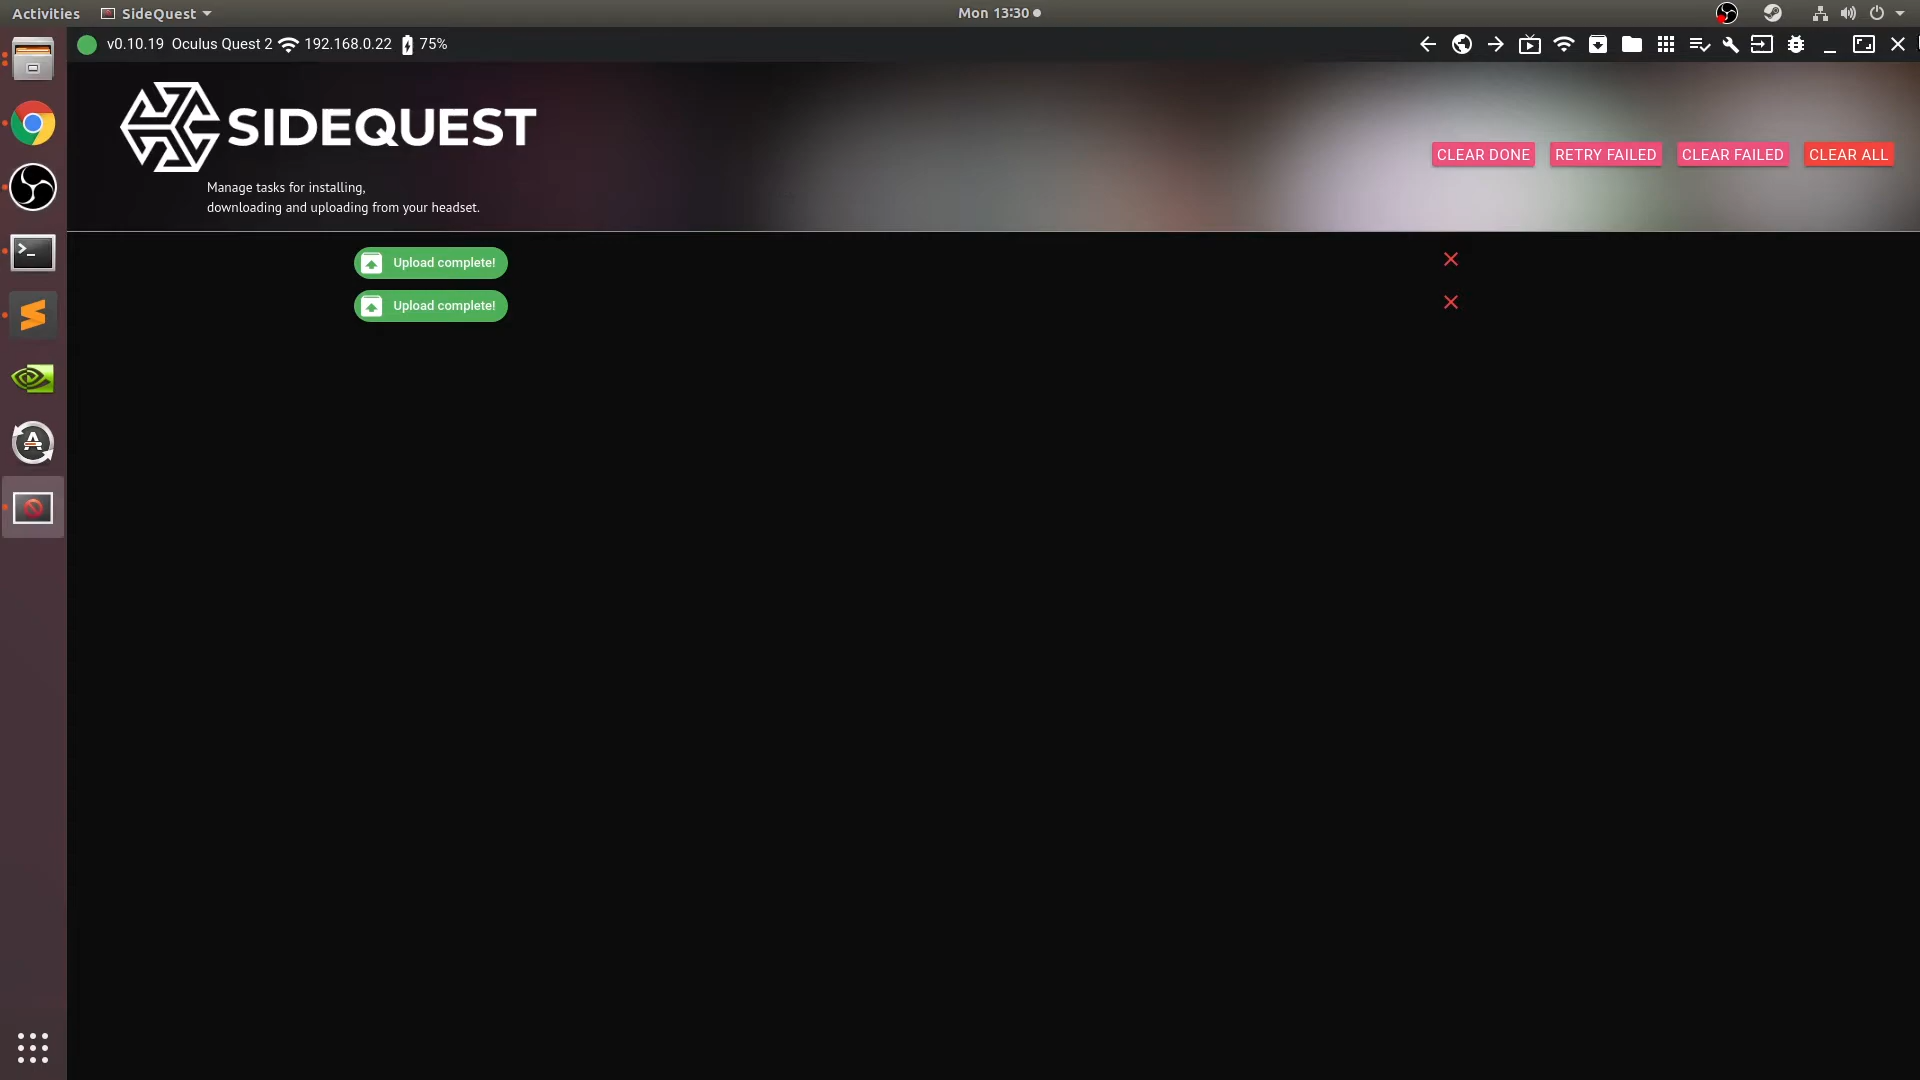 Activities
SideQuest
Mon 13:30
v0.10.19 Oculus Quest 2 192.168.0.22 75%
SIDEQUEST
Manage tasks for installing,
downloading and uploading from your headset.
CLEAR DONE
RETRY FAILED
CLEAR FAILED
CLEAR ALL
Upload complete!
Upload complete!